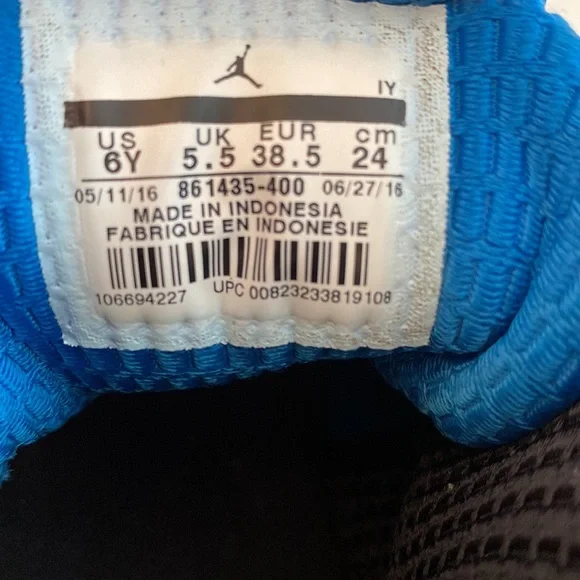 IY
US UK EUR cm
6Y 5.5 38.5 24
05/11/16 861435-400 06/27/16
MADE IN INDONESIA
FABRIQUE EN INDONESIE
106694227 UPC 00823233819108